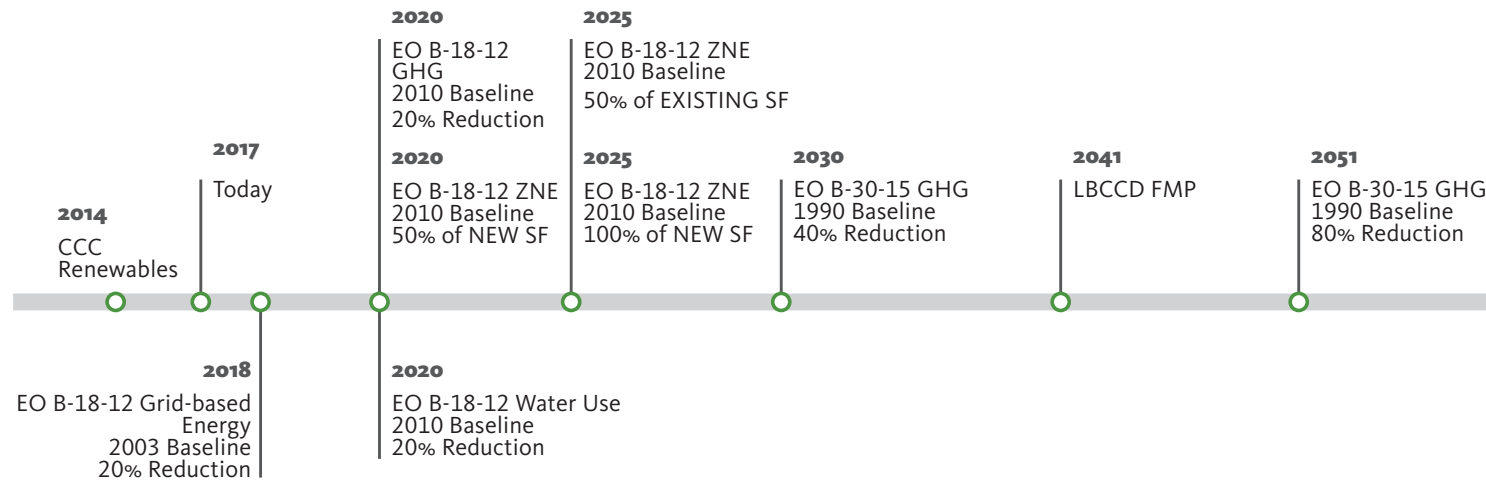 2014
CCC
Renewables
2017
Today
2018
EO B-18-12 Grid-based
Energy
2003 Baseline
20% Reduction
2020
EO B-18-12
GHG
2010 Baseline
20% Reduction
2020
EO B-18-12 ZNE
2010 Baseline
50% of NEW SF
2020
EO B-18-12 Water Use
2010 Baseline
20% Reduction
2025
EO B-18-12 ZNE
2010 Baseline
50% of EXISTING SF
2025
EO B-18-12 ZNE
2010 Baseline
100% of NEW SF
2030
EO B-30-15 GHG
1990 Baseline
40% Reduction
2041
LBCCD FMP
2051
EO B-30-15 GHG
1990 Baseline
80% Reduction